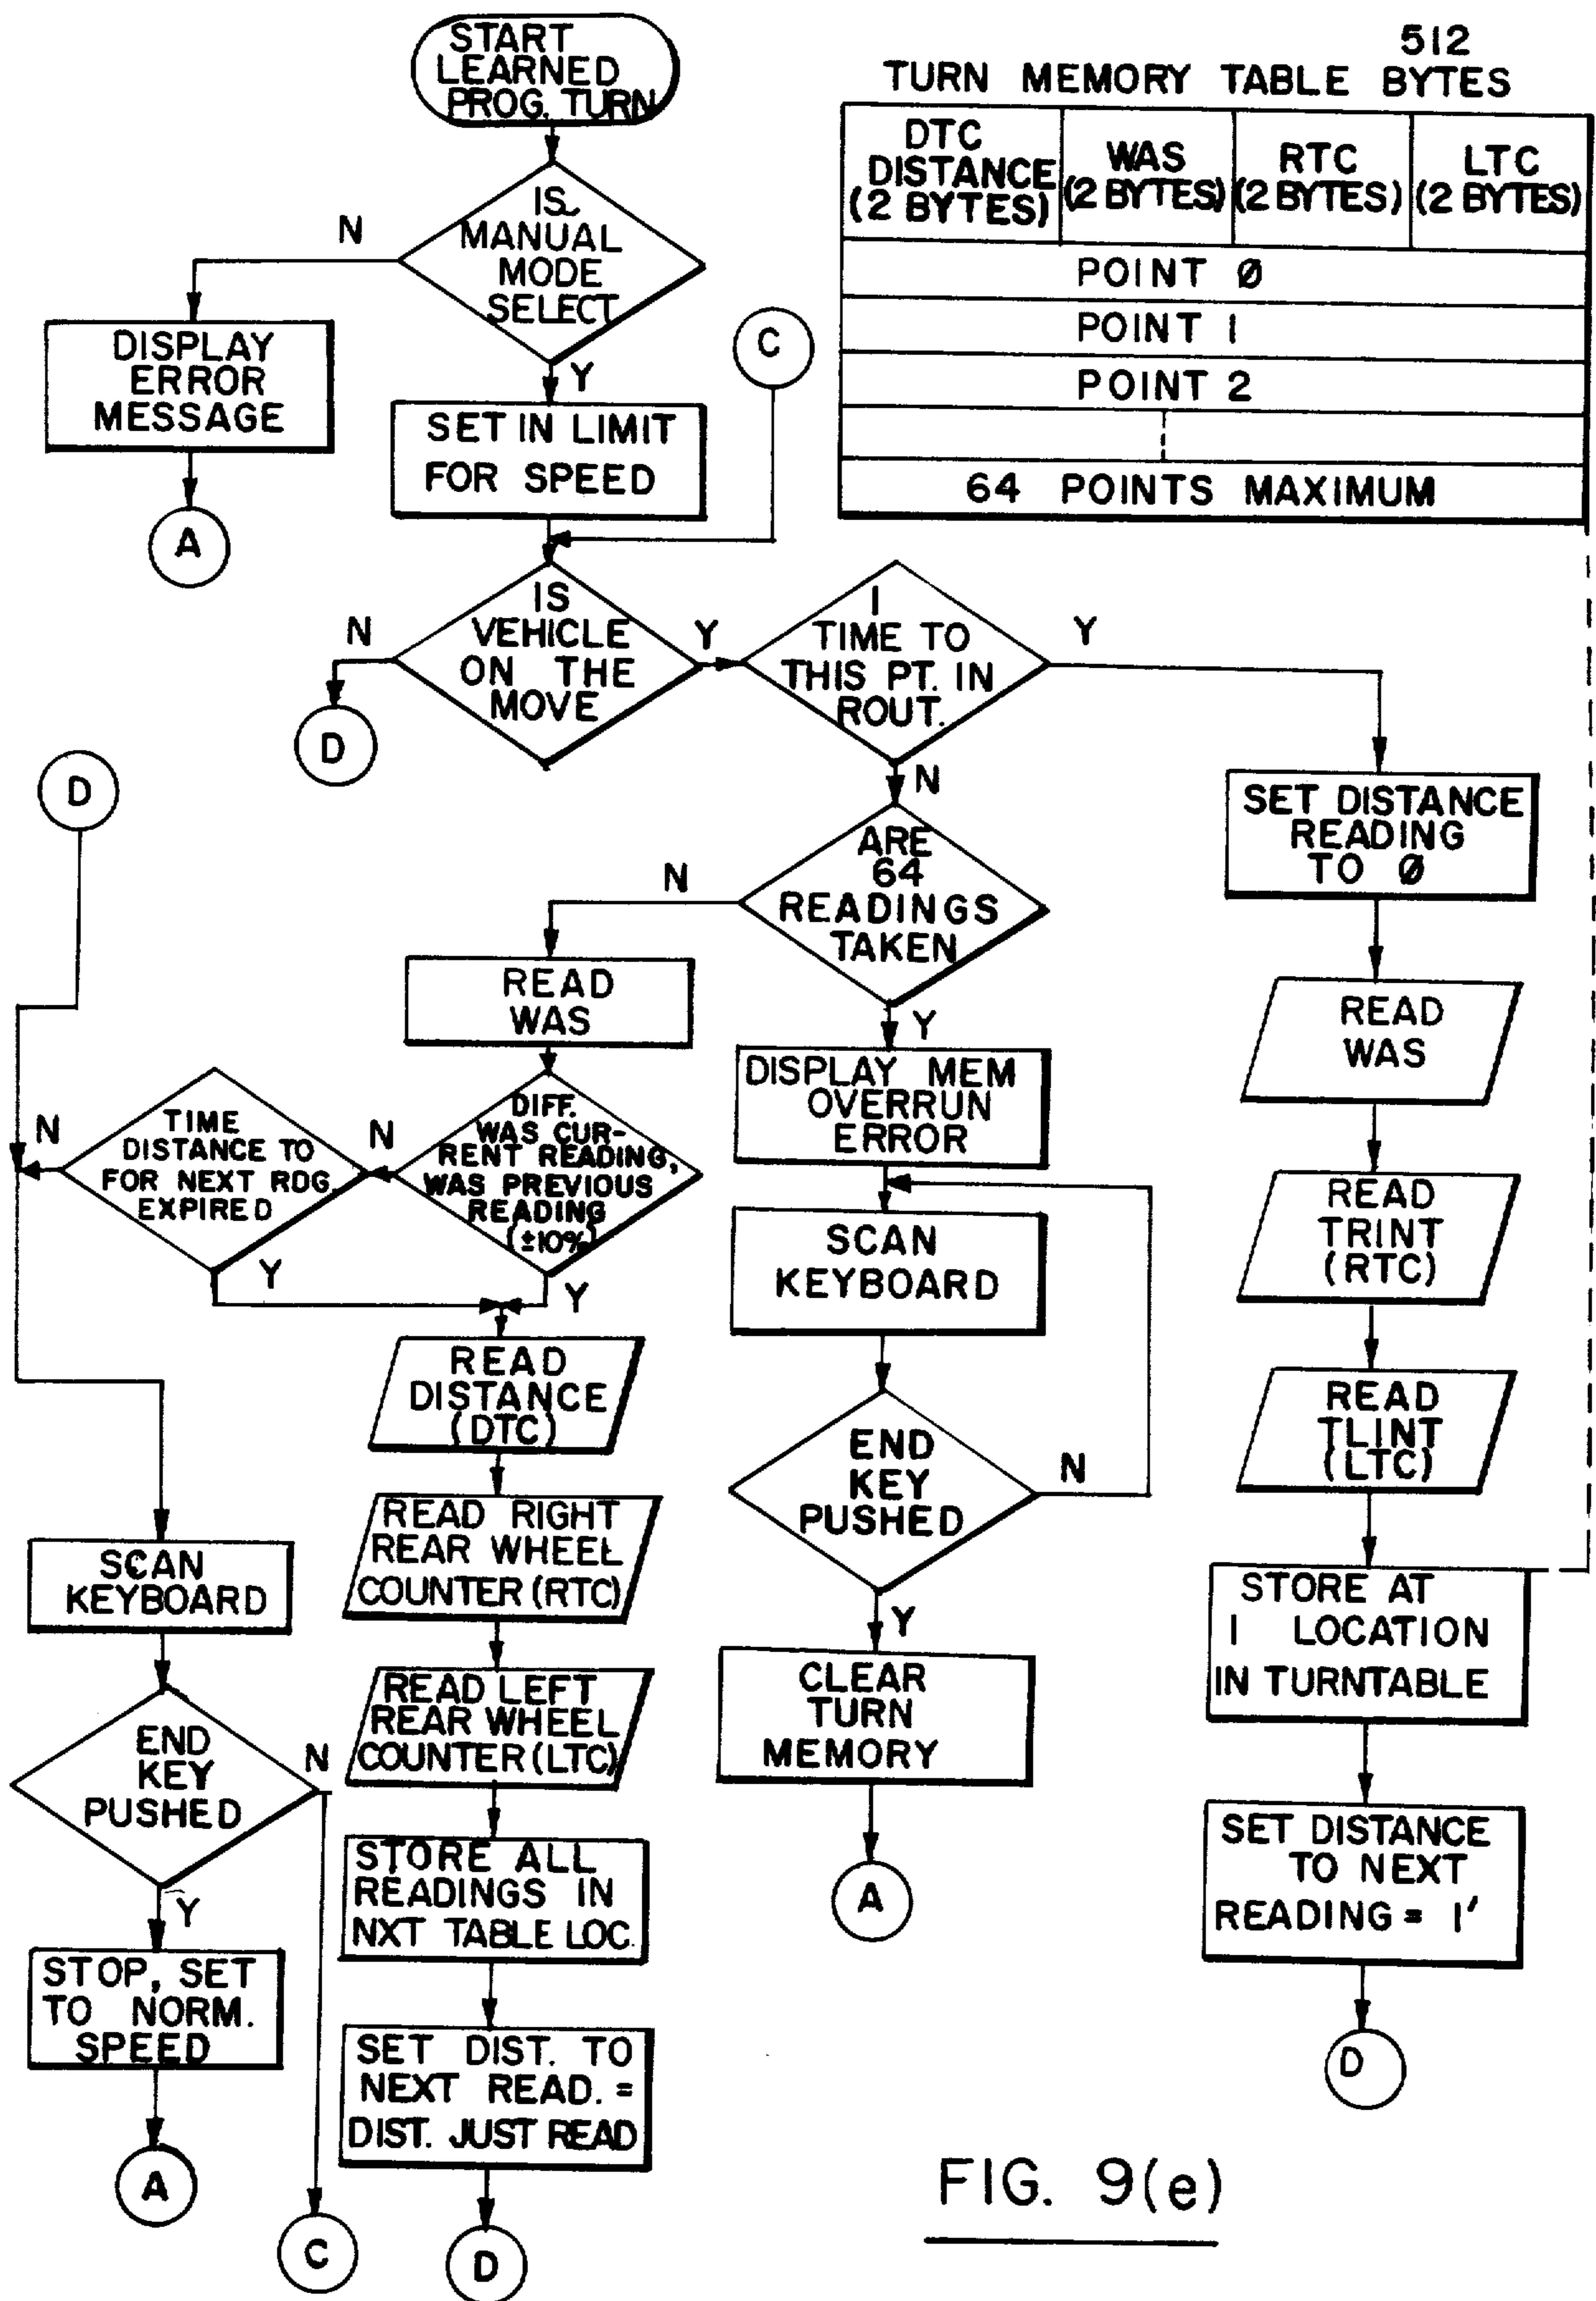 START
LEARNED
PROG. TURN
512
TURN MEMORY TABLE BYTES
DTC
DISTANCE
(2 BYTES)
WAS
(2 BYTES)
RTC
(2 BYTES)
LTC
(2 BYTES)
POINT Ø
POINT 1
POINT 2
64 POINTS MAXIMUM
IS
MANUAL
MODE
SELECT
N
Y
DISPLAY
ERROR
MESSAGE
A
SET IN LIMIT
FOR SPEED
C
IS
VEHICLE
ON THE
MOVE
N
Y
D
1
TIME TO
THIS PT. IN
ROUT.
Y
N
D
SET DISTANCE
READING
TO Ø
ARE
64
READINGS
TAKEN
N
Y
READ
WAS
READ
WAS
DISPLAY MEM
OVERRUN
ERROR
N
TIME
DISTANCE TO
FOR NEXT RDG.
EXPIRED
Y
N
DIFF.
WAS CUR-
RENT READING,
WAS PREVIOUS
READING
(±10%)
Y
SCAN
KEYBOARD
READ
TRINT
(RTC)
READ
DISTANCE
(DTC)
READ
TLINT
(LTC)
END
KEY
PUSHED
N
Y
READ RIGHT
REAR WHEEL
COUNTER (RTC)
SCAN
KEYBOARD
STORE AT
1 LOCATION
IN TURNTABLE
READ LEFT
REAR WHEEL
COUNTER (LTC)
CLEAR
TURN
MEMORY
A
END
KEY
PUSHED
N
Y
STORE ALL
READINGS IN
NXT TABLE LOC.
SET DISTANCE
TO NEXT
READING = 1'
D
STOP, SET
TO NORM.
SPEED
A
C
SET DIST. TO
NEXT READ. =
DIST. JUST READ
D
FIG. 9(e)